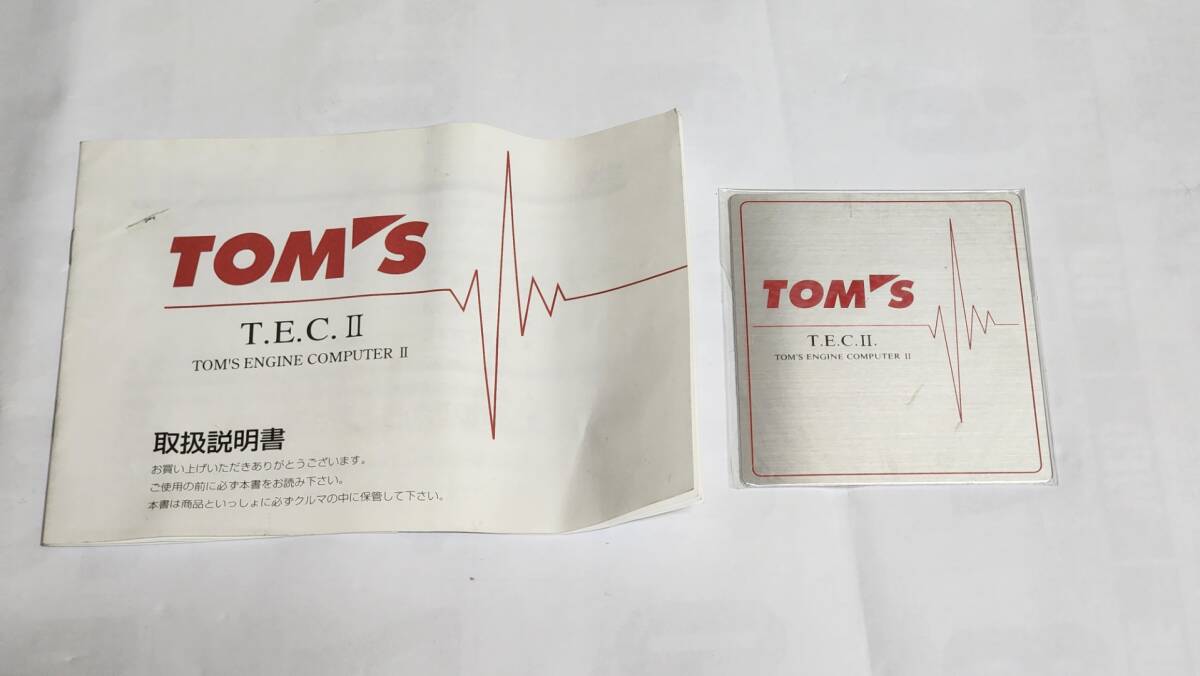 TOM'S
T.E.C.Ⅱ
TOM'S ENGINE COMPUTER Ⅱ
取扱説明書
お買い上げいただきありがとうございます。
ご使用の前に必ず本書をお読み下さい。
本書は商品といっしょに必ずクルマの中に保管して下さい。
TOM'S
T.E.C.Ⅱ.
TOM'S ENGINE COMPUTER Ⅱ